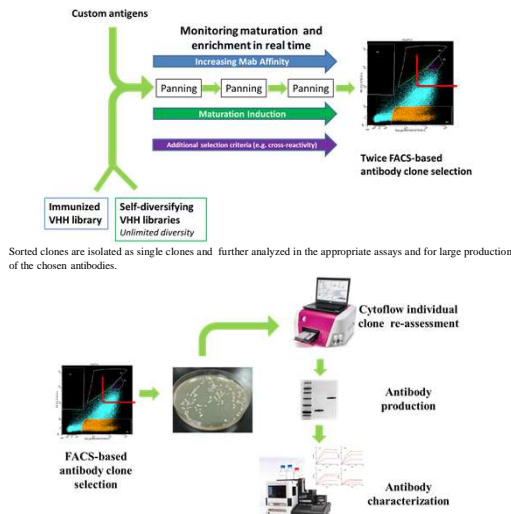 Custom antigens
Monitoring maturation and
enrichment in real time
Increasing Mab Affinity
Panning
Panning
Panning
Maturation Induction
Additional selection criteria (e.g. cross-reactivity)
Twice FACS-based
antibody clone selection
Immunized
VHH library
Self-diversifying
VHH libraries
Unlimited diversity
Sorted clones are isolated as single clones and further analyzed in the appropriate assays and for large production
of the chosen antibodies.
Cytoflow individual
clone re-assessment
Antibody
production
FACS-based
antibody clone
selection
Antibody
characterization